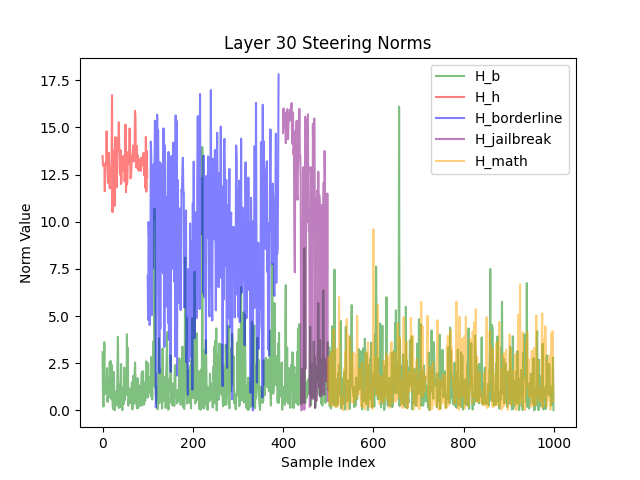 Layer 30 Steering Norms
17.5
15.0
12.5
10.0
7.5
5.0
2.5
0.0
Norm Value
H_b
H_h
H_borderline
H_jailbreak
H_math
0
200
400
600
800
1000
Sample Index